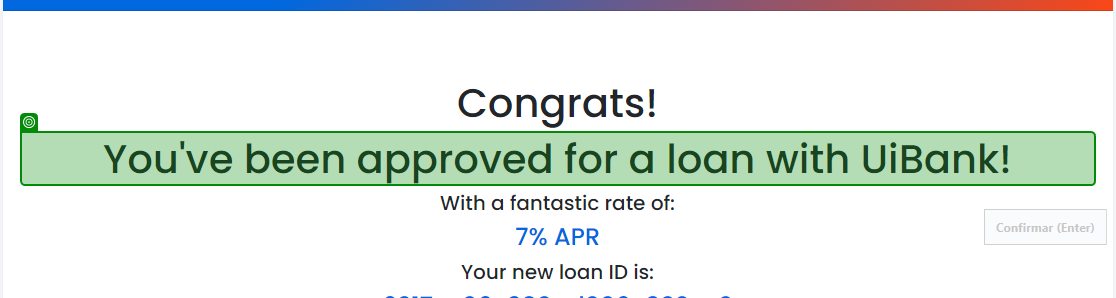 Congrats!
You've been approved for a loan with UiBank!
With a fantastic rate of:
7% APR
Confirmar (Enter)
Your new loan ID is: